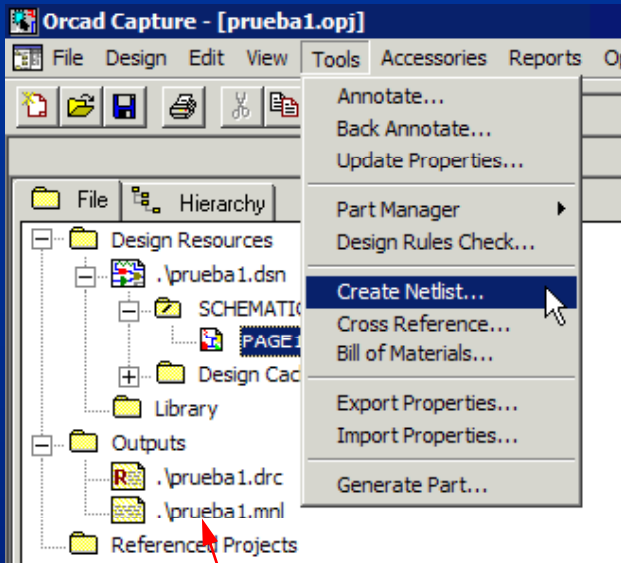 Orcad Capture - [prueba1.opj]
File Design Edit View Tools Accessories Reports
Annotate...
Back Annotate...
Update Properties...
Part Manager
Design Rules Check...
Create Netlist...
Cross Reference...
Bill of Materials...
Export Properties...
Import Properties...
Generate Part...
File Hierarchy
Design Resources
.\prueba1.dsn
SCHEMATIC
PAGE1
Design Cac
Library
Outputs
.\prueba1.drc
.\prueba1.mnl
Referenced Projects